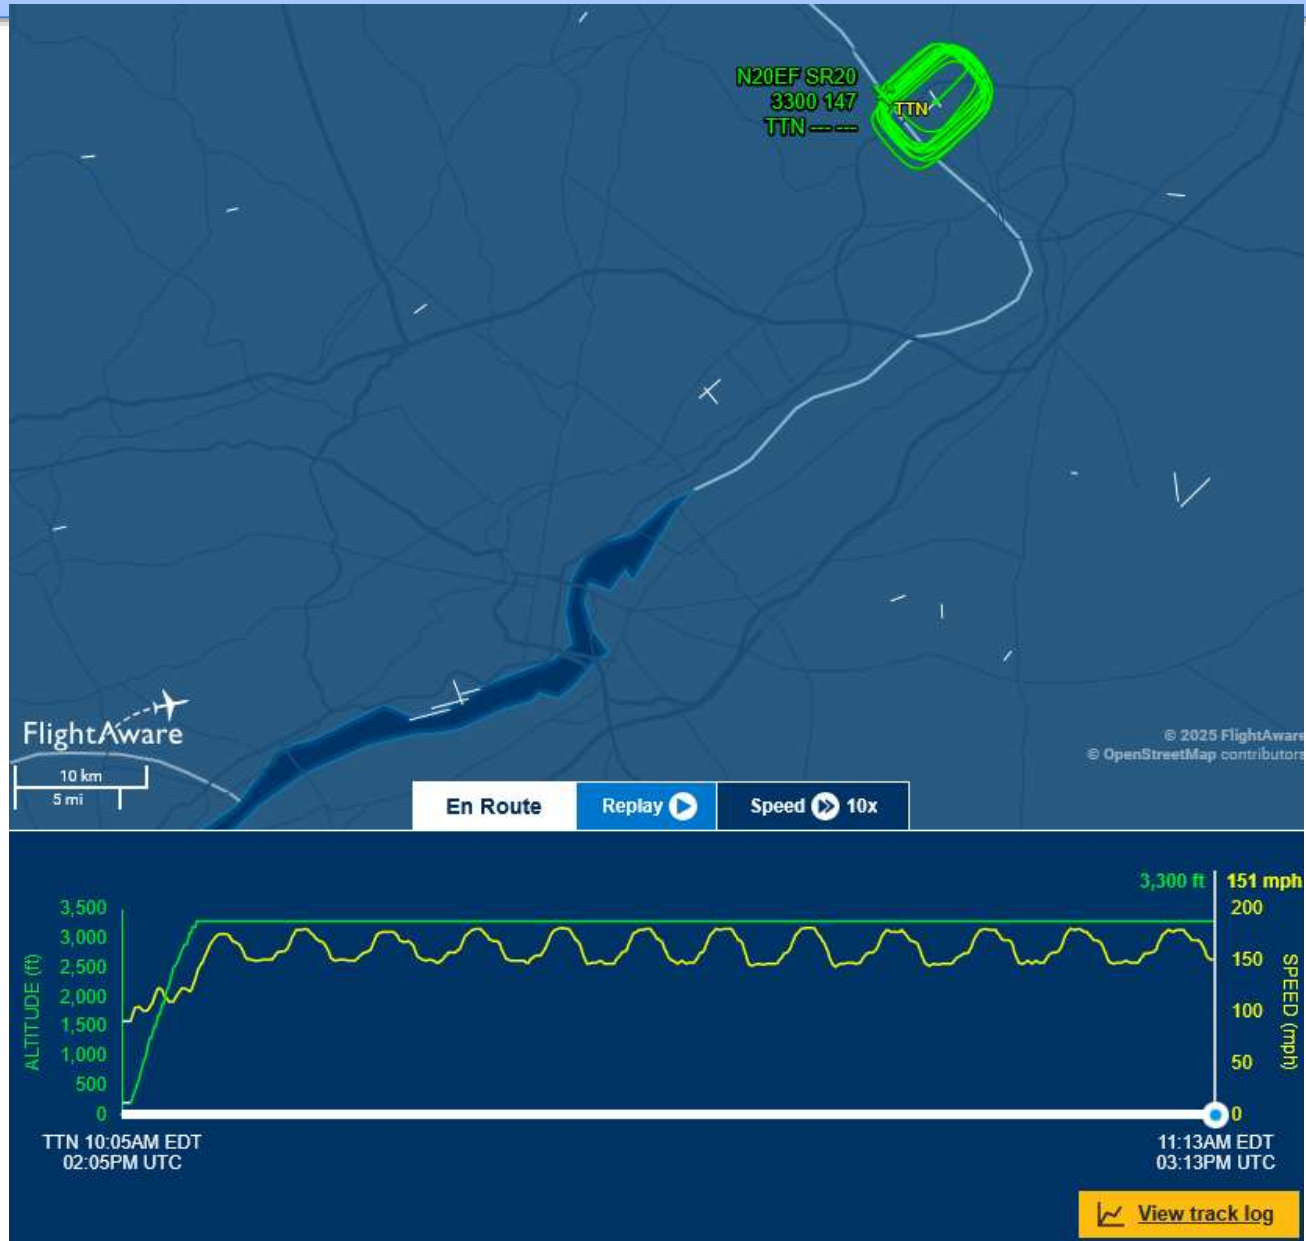 N20EF SR20
3300 147
TTN --- ---
TTN
FlightAware
10 km
5 mi
© 2025 FlightAware
© OpenStreetMap contributors
En Route
Replay
Speed 10x
3,300 ft
151 mph
3,500
3,000
2,500
2,000
1,500
1,000
500
0
ALTITUDE (ft)
200
150
100
50
0
SPEED (mph)
TTN 10:05AM EDT
02:05PM UTC
11:13AM EDT
03:13PM UTC
View track log